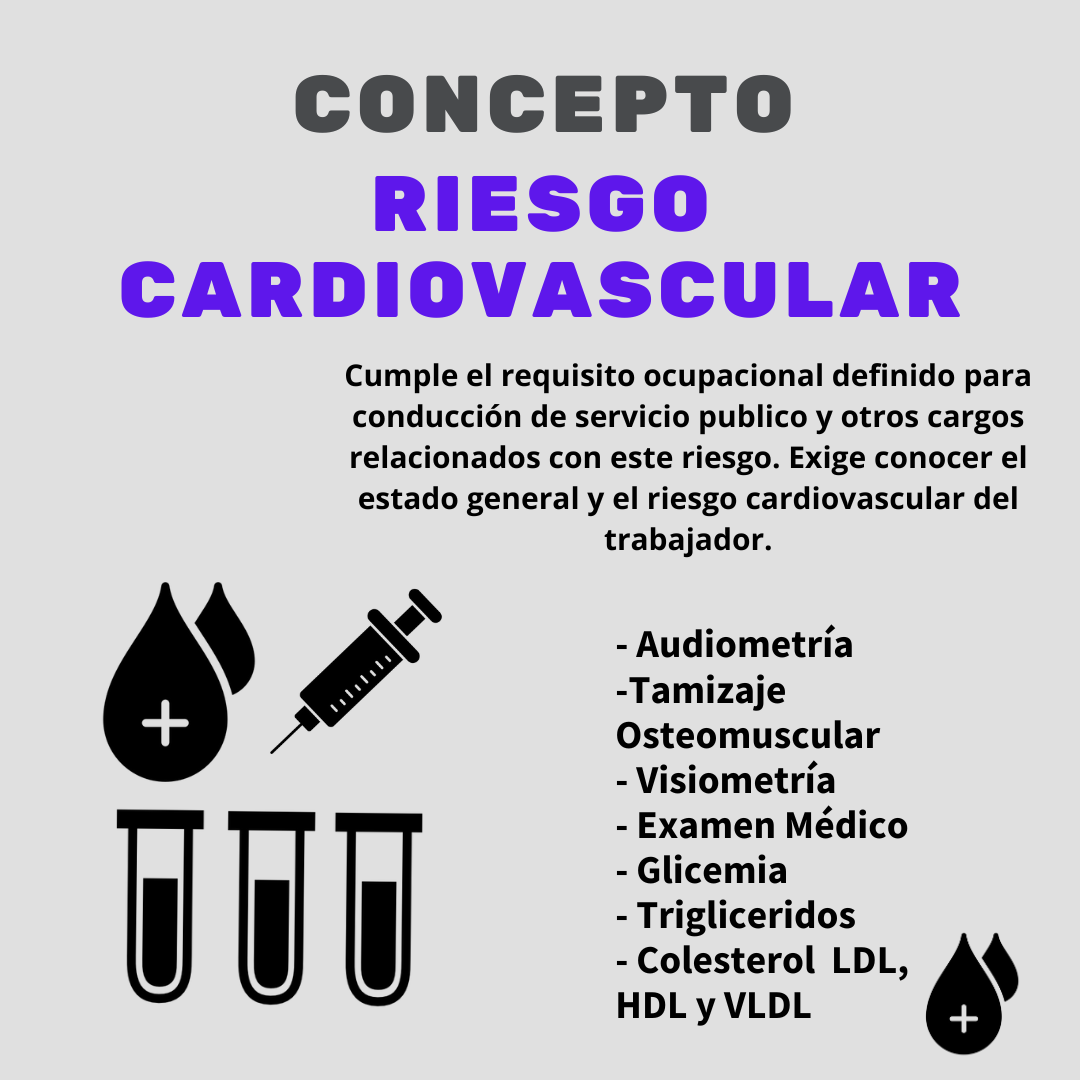 CONCEPTO
RIESGO
CARDIOVASCULAR
Cumple el requisito ocupacional definido para
conducción de servicio publico y otros cargos
relacionados con este riesgo. Exige conocer el
estado general y el riesgo cardiovascular del
trabajador.
- Audiometría
-Tamizaje
Osteomuscular
- Visiometría
- Examen Médico
- Glicemia
- Trigliceridos
- Colesterol  LDL,
HDL y VLDL